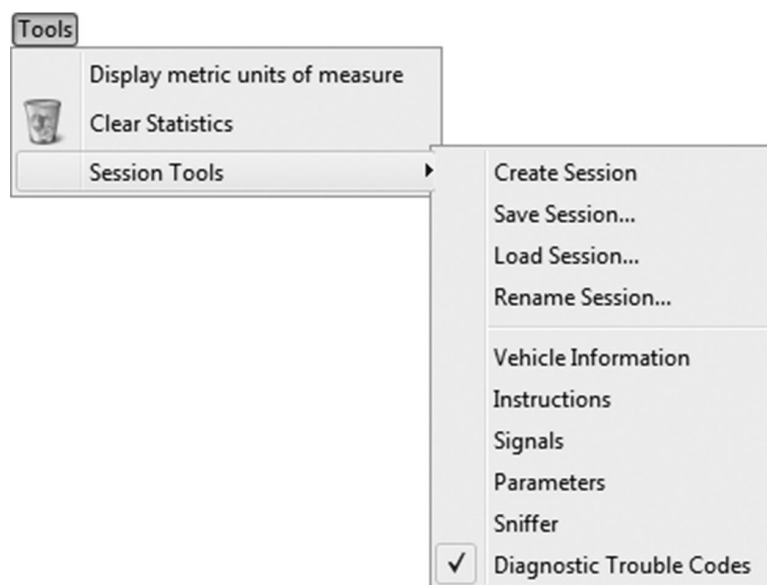 Tools
Display metric units of measure
Clear Statistics
Session Tools
Create Session
Save Session...
Load Session...
Rename Session...
Vehicle Information
Instructions
Signals
Parameters
Sniffer
Diagnostic Trouble Codes